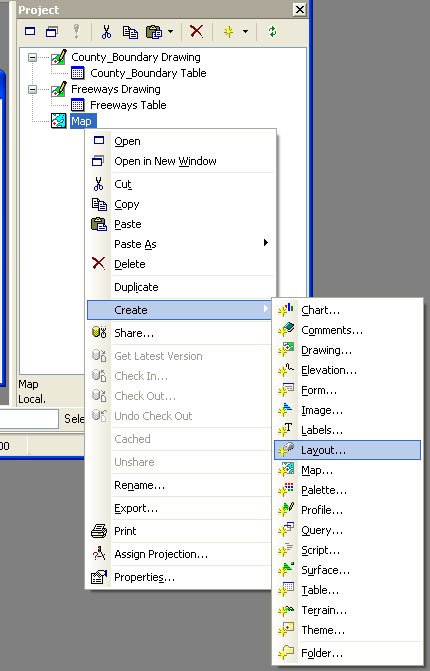 Project
County_Boundary Drawing
County_Boundary Table
Freeways Drawing
Freeways Table
Map
Open
Open in New Window
Cut
Copy
Paste
Paste As
Delete
Duplicate
Create
Share...
Get Latest Version
Check In...
Check Out...
Undo Check Out
Cached
Unshare
Rename...
Export...
Print
Assign Projection...
Properties...
Chart...
Comments...
Drawing...
Elevation...
Form...
Image...
Labels...
Layout...
Map...
Palette...
Profile...
Query...
Script...
Surface...
Table...
Terrain...
Theme...
Folder...
Map
Local.
Sele
00